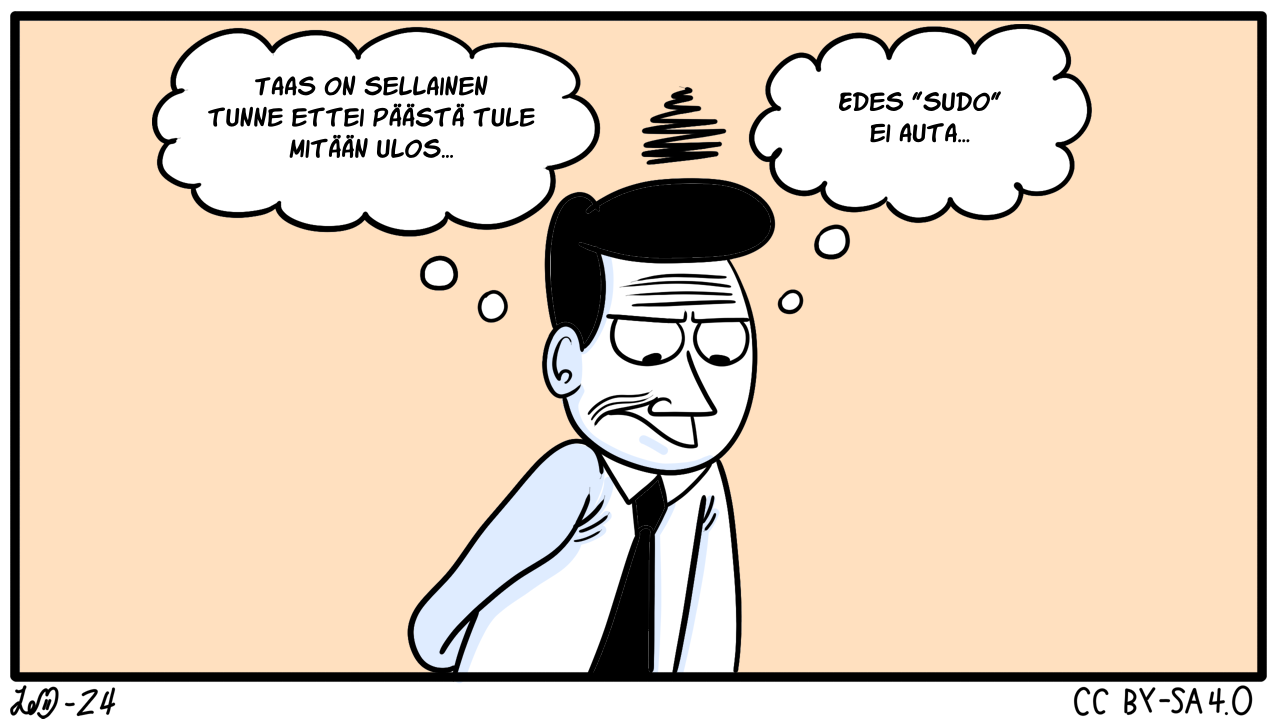 TAAS ON SELLAINEN
TUNNE ETTEI PÄÄSTÄ TULE
MITÄÄN ULOS...
EDES "SUDO"
EI AUTA...
-24
CC BY-SA 4.0